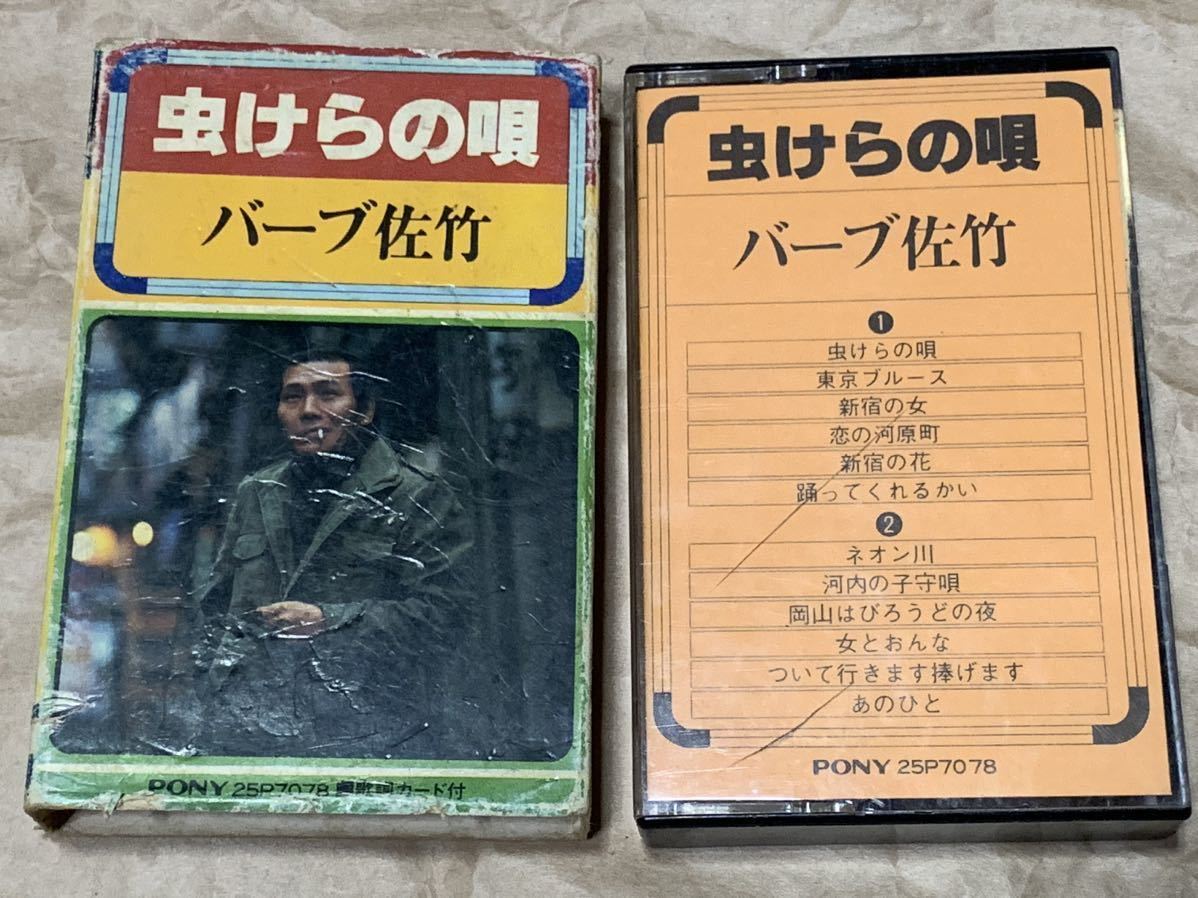 虫けらの唄
バーブ佐竹
PONY 25P7078 歌詞カード付
虫けらの唄
バーブ佐竹
1
虫けらの唄
東京ブルース
新宿の女
恋の河原町
新宿の花
踊ってくれるかい
2
ネオン川
河内の子守唄
岡山はびろうどの夜
女とおんな
ついて行きます捧げます
あのひと
PONY 25P7078